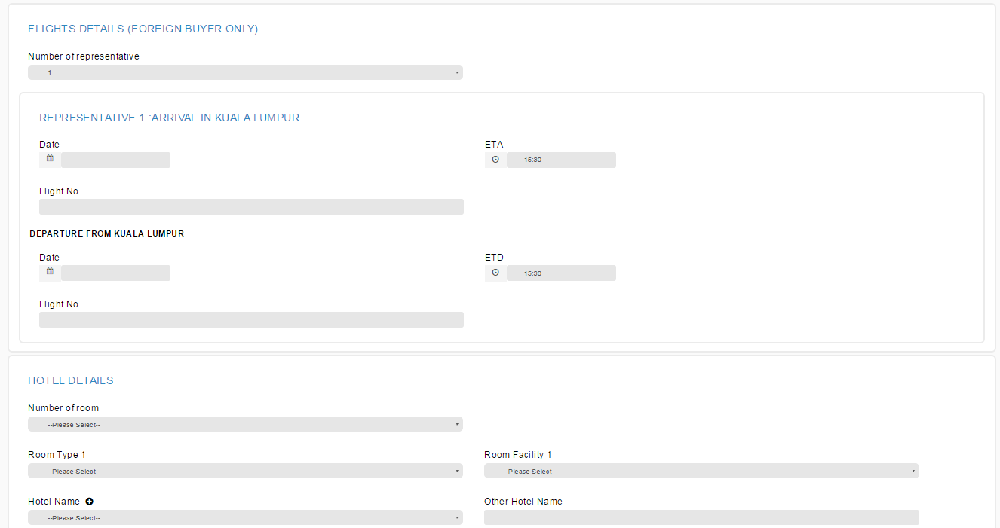 FLIGHTS DETAILS (FOREIGN BUYER ONLY)
Number of representative
1
REPRESENTATIVE 1 :ARRIVAL IN KUALA LUMPUR
Date
ETA
15:30
Flight No
DEPARTURE FROM KUALA LUMPUR
Date
ETD
15:30
Flight No
HOTEL DETAILS
Number of room
--Please Select--
Room Type 1
Room Facility 1
--Please Select--
--Please Select--
Hotel Name
Other Hotel Name
--Please Select--